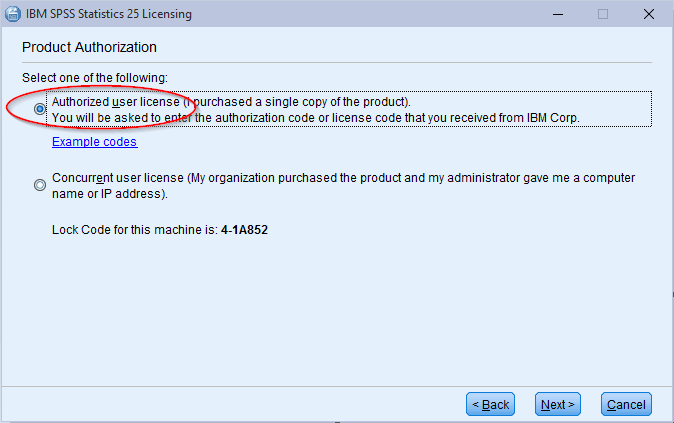 IBM SPSS Statistics 25 Licensing
Product Authorization
Select one of the following:
Authorized user license (I purchased a single copy of the product).
You will be asked to enter the authorization code or license code that you received from IBM Corp.
Example codes
Concurrent user license (My organization purchased the product and my administrator gave me a computer
name or IP address).
Lock Code for this machine is: 4-1A852
< Back Next > Cancel